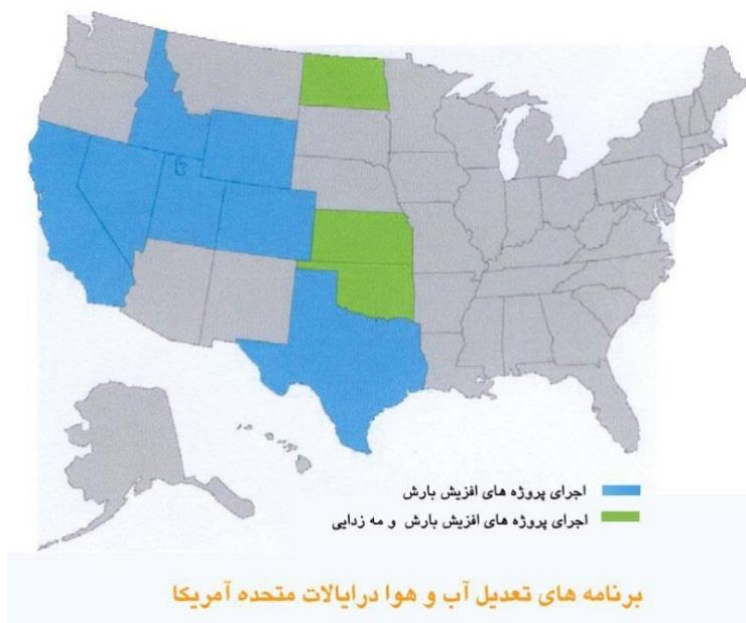 اجرای پروژه های افزیش بارش
اجرای پروژه های افزیش بارش و مه زدایی
برنامه های تعدیل آب و هوا درایالات متحده آمریکا